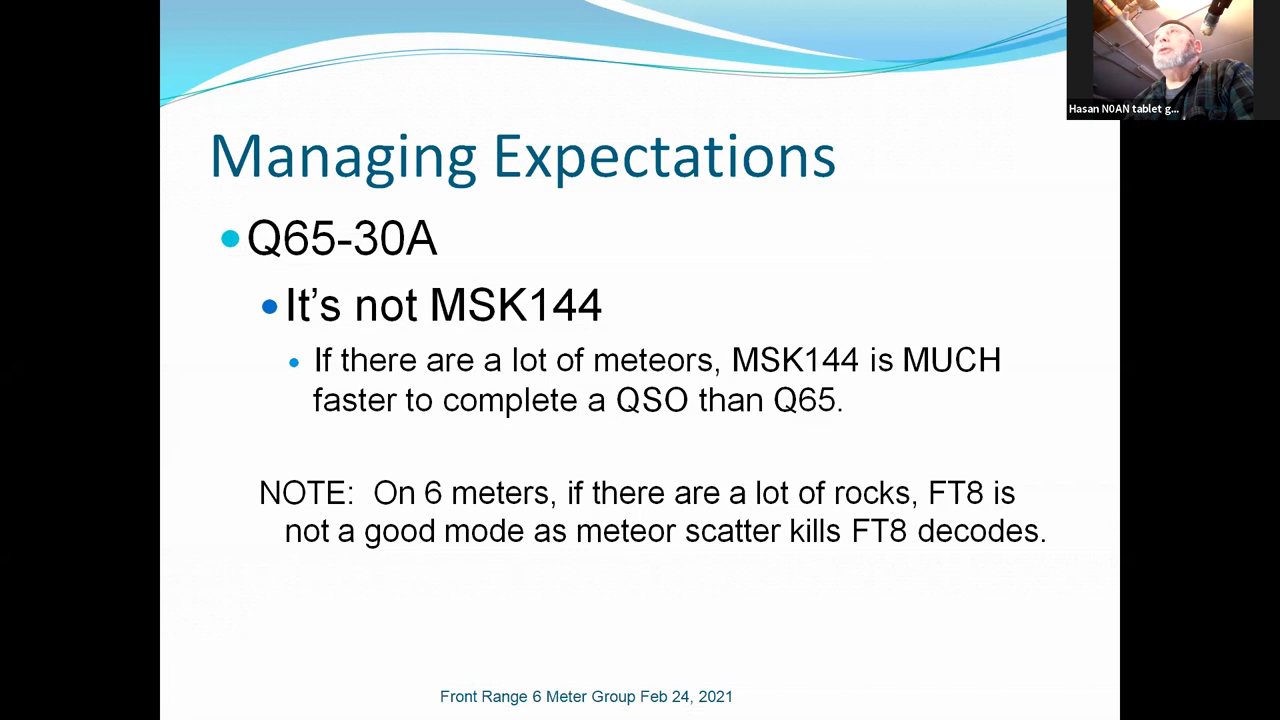 Hasan N0AN tablet g...
Managing Expectations
Q65-30A
It's not MSK144
If there are a lot of meteors, MSK144 is MUCH
faster to complete a QSO than Q65.
NOTE:  On 6 meters, if there are a lot of rocks, FT8 is
not a good mode as meteor scatter kills FT8 decodes.
Front Range 6 Meter Group Feb 24, 2021